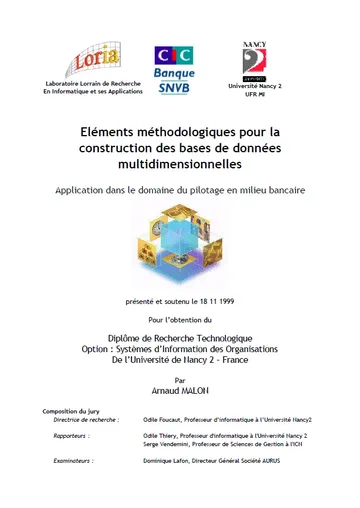 Loria
CIC
Banque
SNVB
NANCY
Laboratoire Lorrain de Recherche
En Informatique et ses Applications
Université Nancy 2
UFR MI
Eléments méthodologiques pour la
construction des bases de données
multidimensionnelles
Application dans le domaine du pilotage en milieu bancaire
présenté et soutenu le 18 11 1999
Pour l'obtention du
Diplôme de Recherche Technologique
Option : Systèmes d'Information des Organisations
De l'Université de Nancy 2 - France
Par
Arnaud MALON
Composition du jury
Directrice de recherche : Odile Foucaut, Professeur d'informatique à l'Université Nancy2
Rapporteurs : Odile Thiery, Professeur d'informatique à l'Université Nancy 2
Serge Vendemini, Professeur de Sciences de Gestion à l'ICN
Examinateurs : Dominique Lafon, Directeur Général Société AURUS